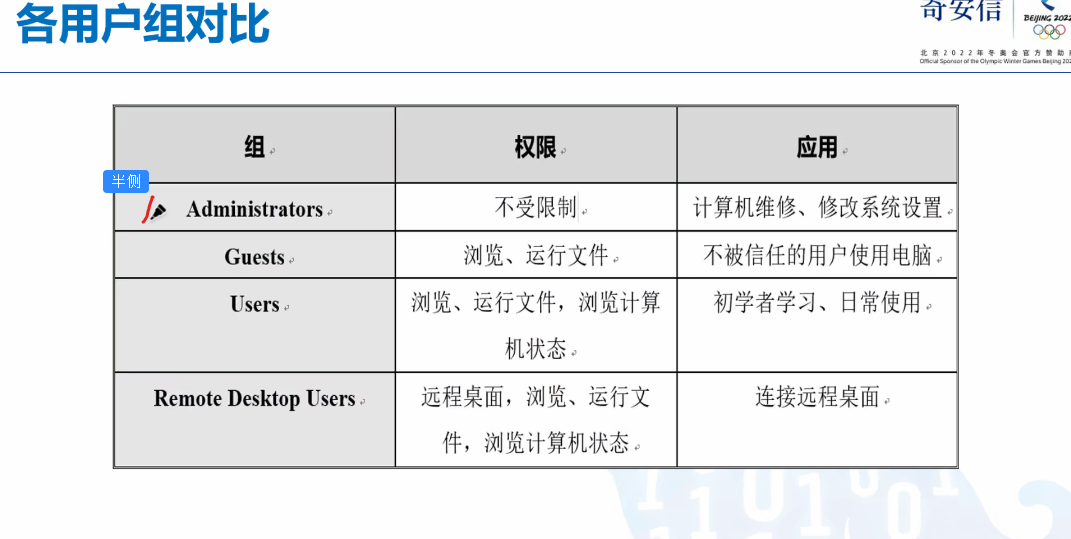 各用户组对比
奇安信
BEIJING 2022
北京2022年冬奥会官方赞助
Official Sponsor of the Olympic Winter Games Beijing 202
组 权限 应用
半侧
Administrators 不受限制 计算机维修、修改系统设置
Guests 浏览、运行文件 不被信任的用户使用电脑
Users 浏览、运行文件，浏览计算 初学者学习、日常使用
机状态
Remote Desktop Users 远程桌面，浏览、运行文 连接远程桌面
件，浏览计算机状态